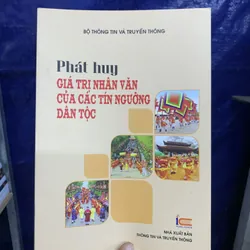 BỘ THÔNG TIN VÀ TRUYỀN THÔNG
Phát huy
GIÁ TRỊ NHÂN VĂN
CỦA CÁC TÍN NGƯỠNG
DÂN TỘC
NHÀ XUẤT BẢN
THÔNG TIN VÀ TRUYỀN THÔNG